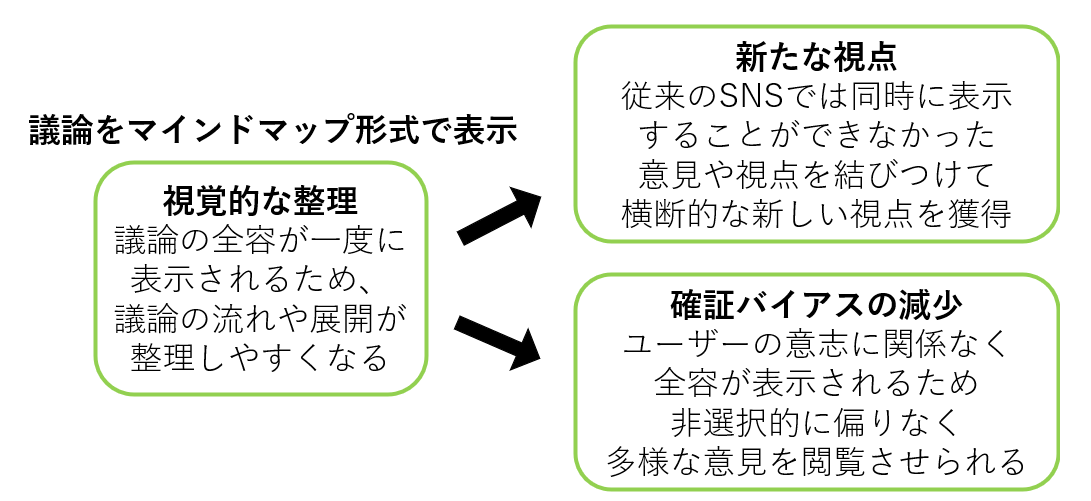 議論をマインドマップ形式で表示
視覚的な整理
議論の全容が一度に
表示されるため、
議論の流れや展開が
整理しやすくなる
新たな視点
従来のSNSでは同時に表示
することができなかった
意見や視点を結びつけて
横断的な新しい視点を獲得
確証バイアスの減少
ユーザーの意志に関係なく
全容が表示されるため
非選択的に偏りなく
多様な意見を閲覧させられる